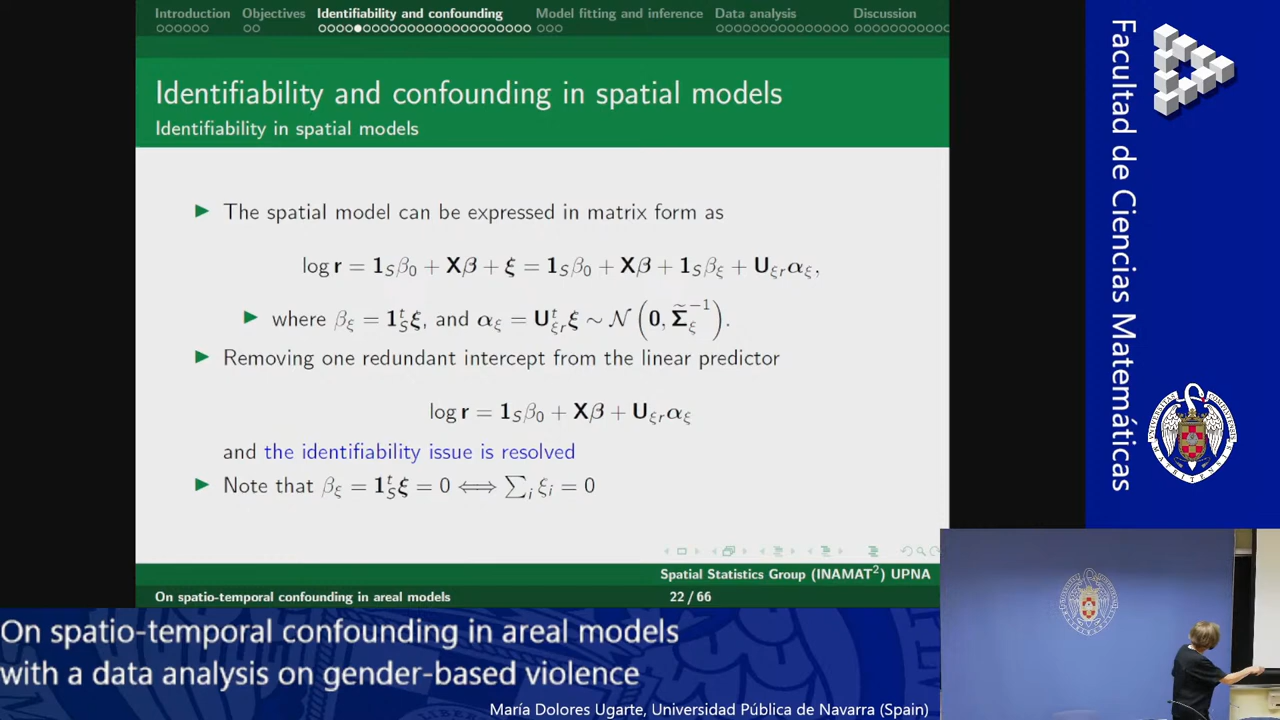 Introduction Objectives Identifiability and confounding Model fitting and inference Data analysis Discussion
Identifiability and confounding in spatial models
Identifiability in spatial models
▶ The spatial model can be expressed in matrix form as
log r = 1_S β_0 + Xβ + ξ = 1_S β_0 + Xβ + 1_S β_ξ + U_ξr α_ξ,
▶ where β_ξ = 1_S^t ξ, and α_ξ = U_ξr^t ξ ∼ N(0, Σ̃_ξ^{-1}).
▶ Removing one redundant intercept from the linear predictor
log r = 1_S β_0 + Xβ + U_ξr α_ξ
and the identifiability issue is resolved
▶ Note that β_ξ = 1_S^t ξ = 0 ⟺ ∑_i ξ_i = 0
Spatial Statistics Group (INAMAT²) UPNA
On spatio-temporal confounding in areal models 22 / 66
On spatio-temporal confounding in areal models
with a data analysis on gender-based violence
María Dolores Ugarte, Universidad Pública de Navarra (Spain)
Facultad de Ciencias Matemáticas